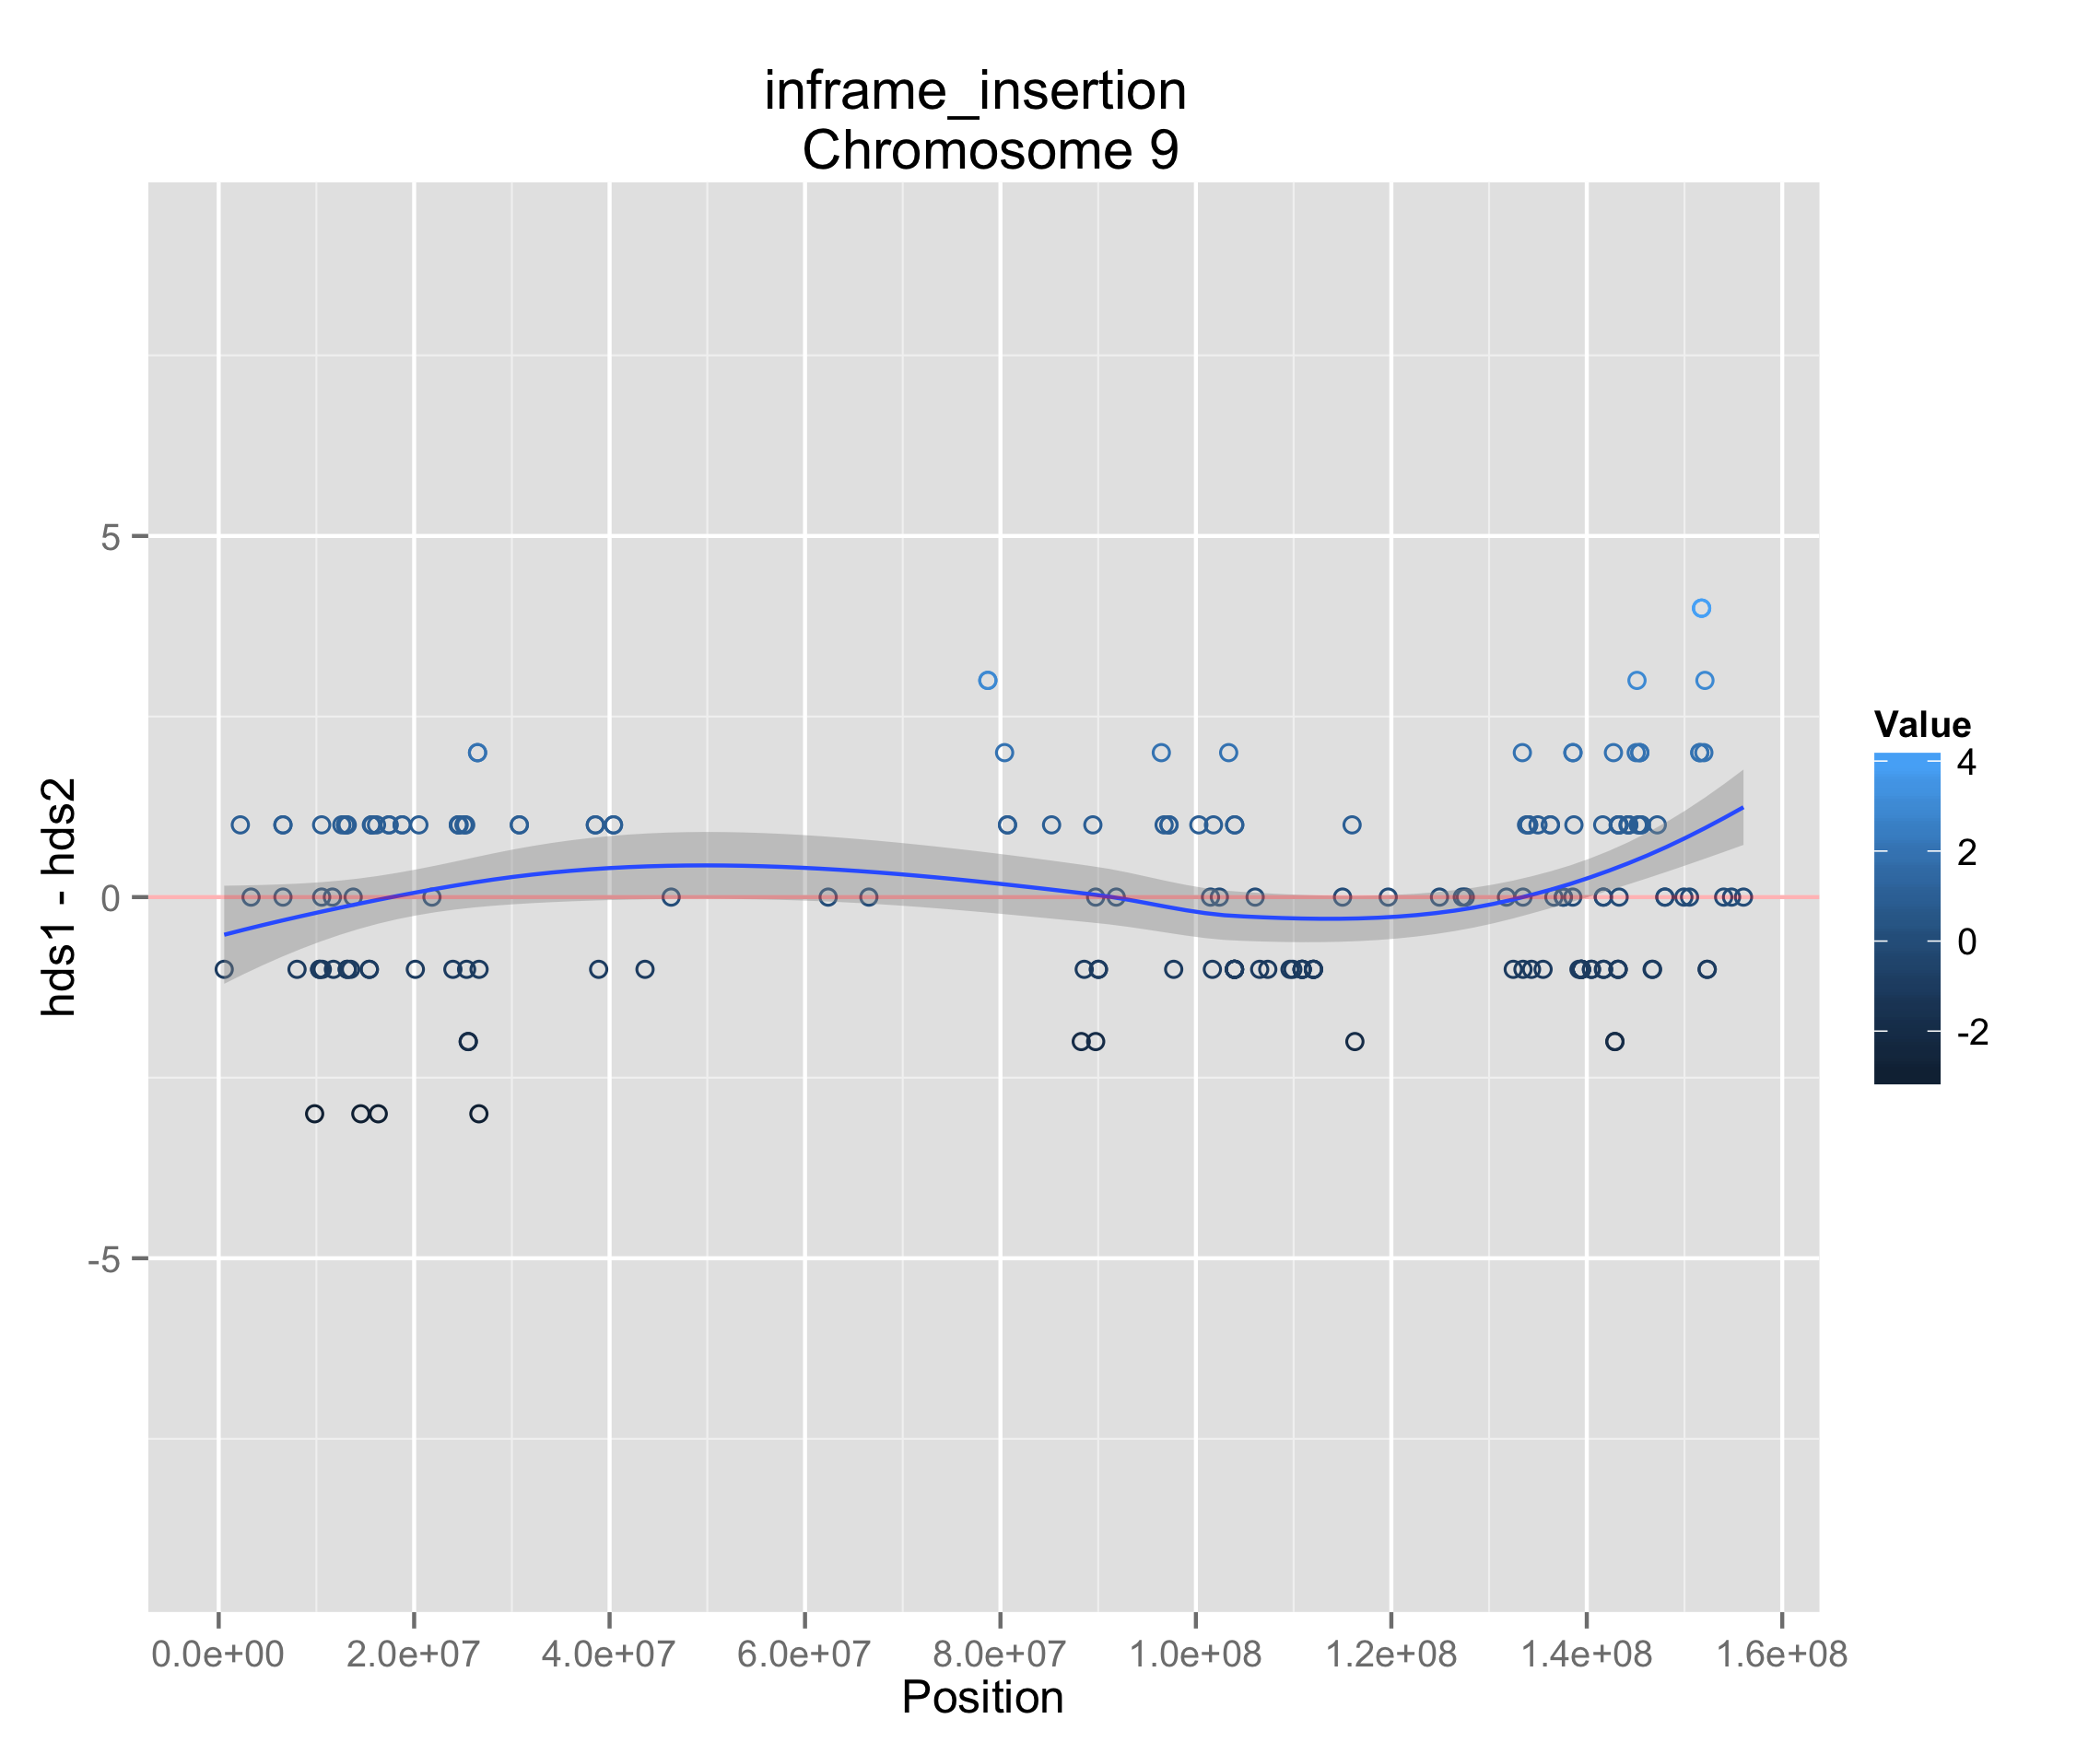 inframe_insertion
Chromosome 9
hds1 - hds2
5
0
-5
0.0e+00 2.0e+07 4.0e+07 6.0e+07 8.0e+07 1.0e+08 1.2e+08 1.4e+08 1.6e+08
Position
Value
4
2
0
-2